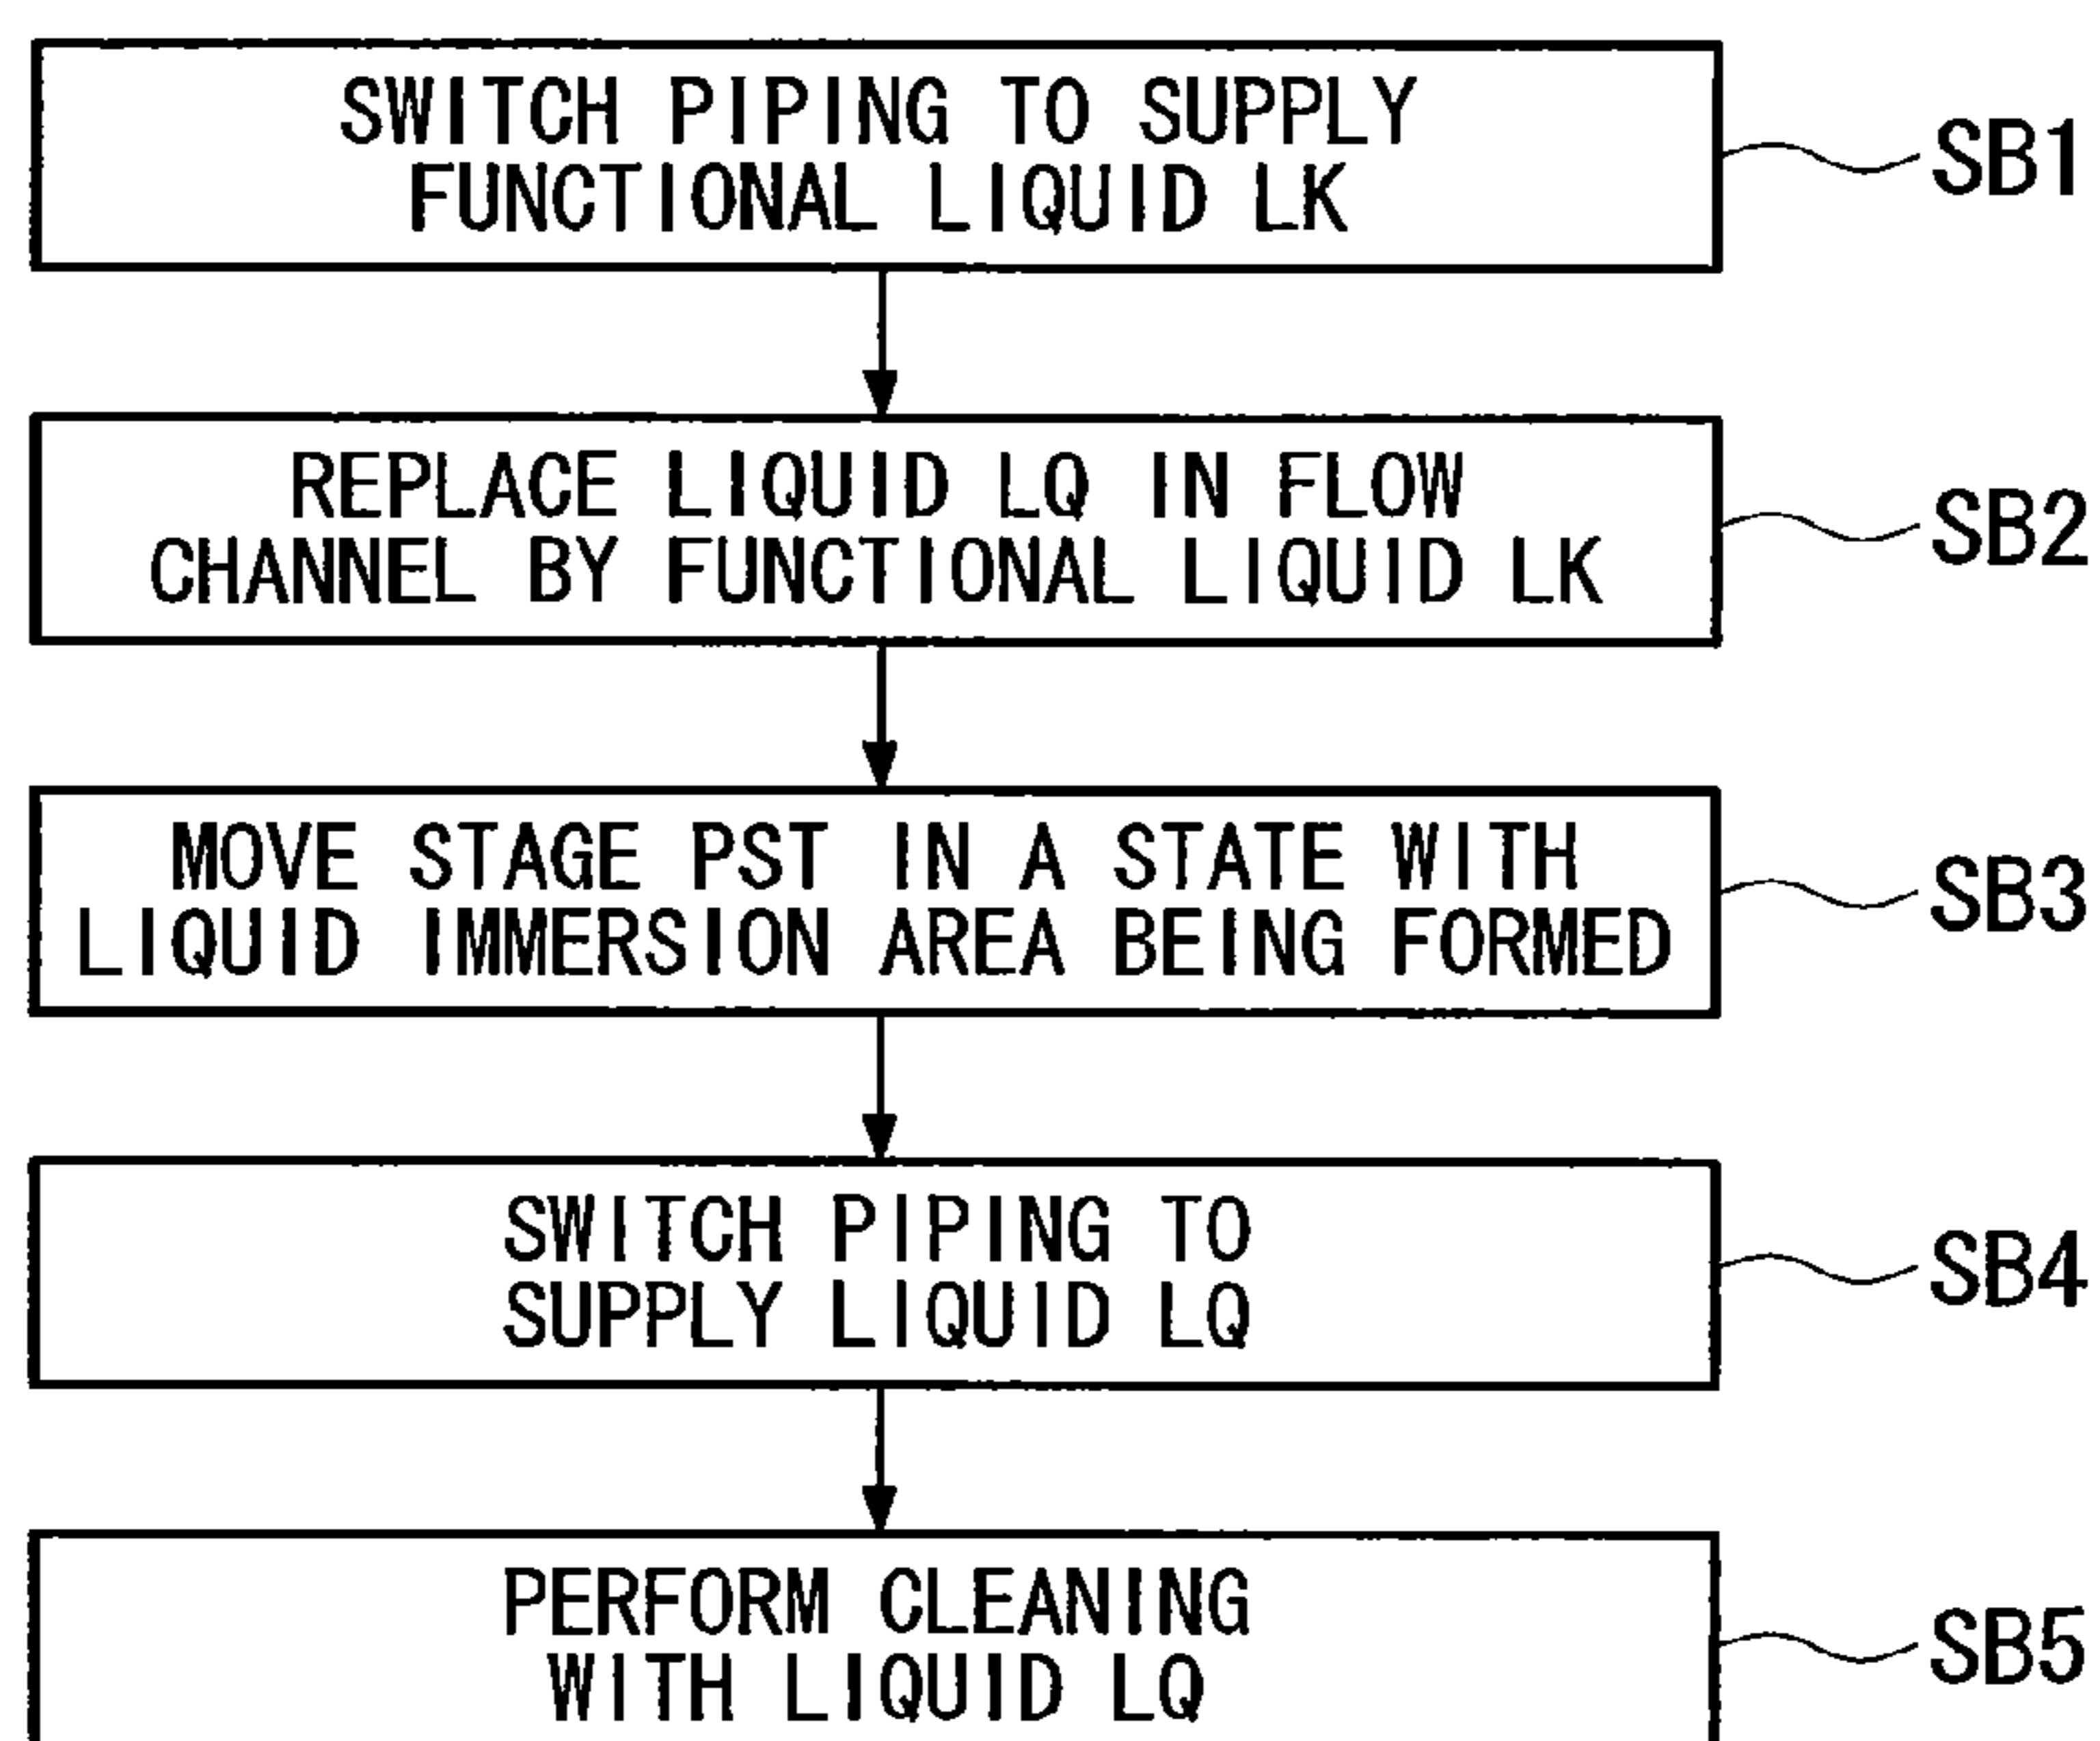 SWITCH PIPING TO SUPPLY
FUNCTIONAL LIQUID LK
SB1
REPLACE LIQUID LQ IN FLOW
CHANNEL BY FUNCTIONAL LIQUID LK
SB2
MOVE STAGE PST IN A STATE WITH
LIQUID IMMERSION AREA BEING FORMED
SB3
SWITCH PIPING TO
SUPPLY LIQUID LQ
SB4
PERFORM CLEANING
WITH LIQUID LQ
SB5